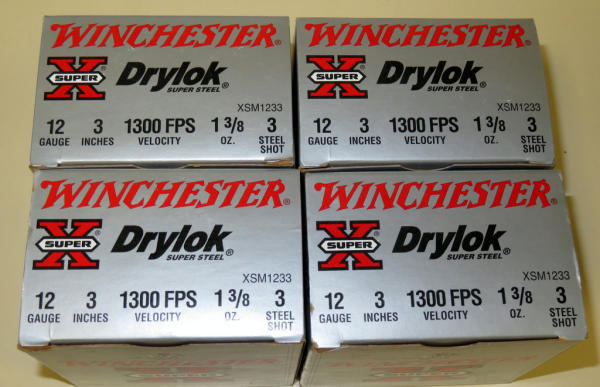 WINCHESTER®
X SUPER
Drylok®
SUPER STEEL
XSM1233
12 3 1300 FPS 1 3/8 3
GAUGE INCHES VELOCITY OZ. STEEL
SHOT
WINCHESTER®
X SUPER
Drylok®
SUPER STEEL
XSM1233
12 3 1300 FPS 1 3/8 3
GAUGE INCHES VELOCITY OZ. STEEL
SHOT
WINCHESTER®
X SUPER
Drylok®
SUPER STEEL
XSM1233
12 3 1300 FPS 1 3/8 3
GAUGE INCHES VELOCITY OZ. STEEL
SHOT
WINCHESTER®
X SUPER
Drylok®
SUPER STEEL
XSM1233
12 3 1300 FPS 1 3/8 3
GAUGE INCHES VELOCITY OZ. STEEL
SHOT
WINCHESTER
WINCHESTER